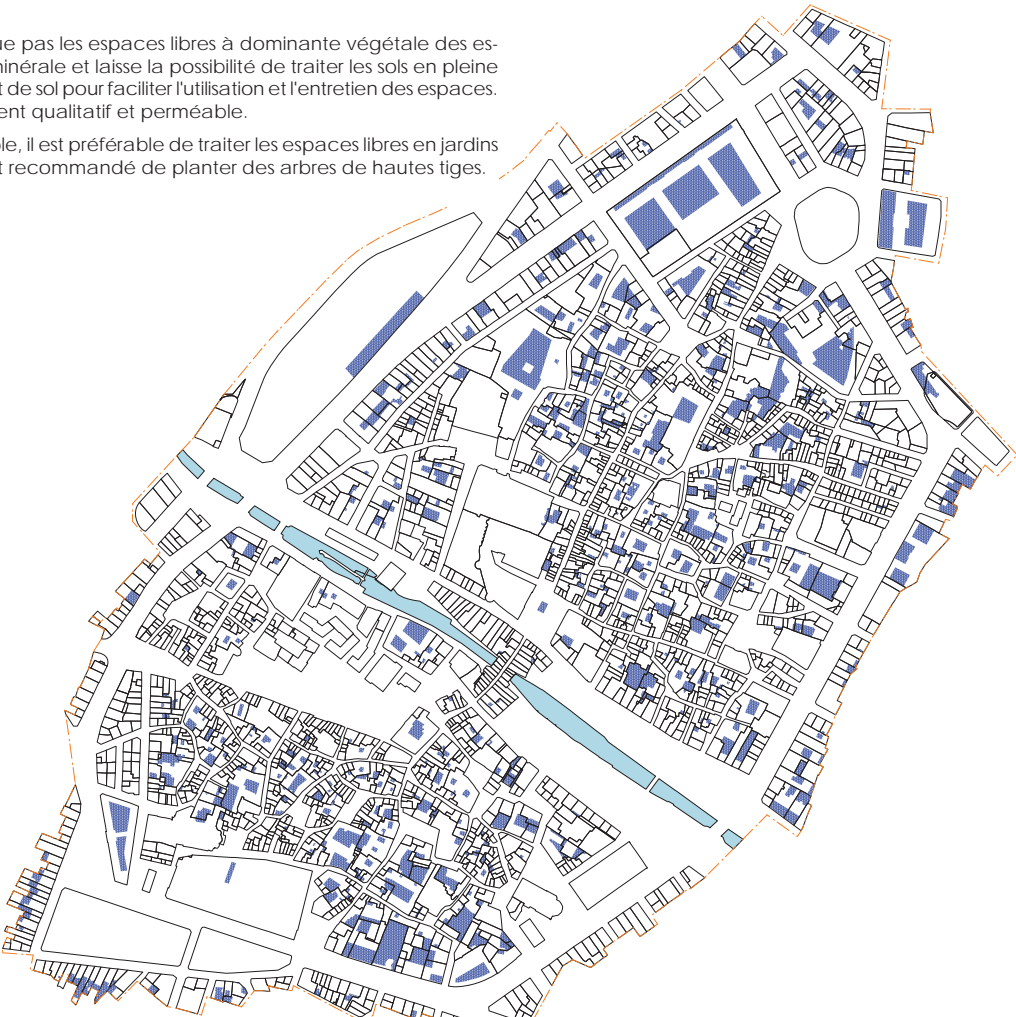 ue pas les espaces libres à dominante végétale des es-
minérale et laisse la possibilité de traiter les sols en pleine
t de sol pour faciliter l'utilisation et l'entretien des espaces.
ent qualitatif et perméable.
ole, il est préférable de traiter les espaces libres en jardins
t recommandé de planter des arbres de hautes tiges.